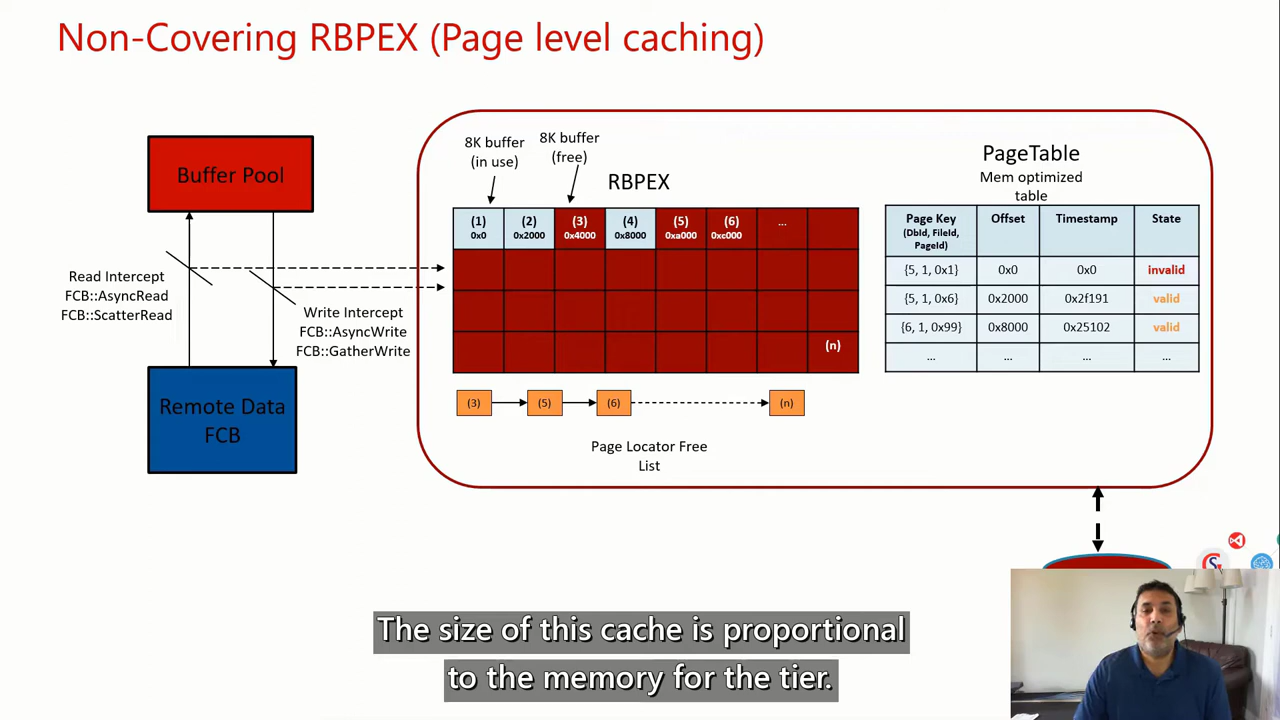 Non-Covering RBPEX (Page level caching)
Buffer Pool
Read Intercept
FCB::AsyncRead
FCB::ScatterRead
Write Intercept
FCB::AsyncWrite
FCB::GatherWrite
Remote Data
FCB
8K buffer
(in use)
8K buffer
(free)
RBPEX
(1) (2) (3) (4) (5) (6) ...
0x0 0x2000 0x4000 0x8000 0xa000 0xc000
(n)
(3) (5) (6) (n)
Page Locator Free
List
PageTable
Mem optimized
table
Page Key Offset Timestamp State
(DbId, FileId,
PageId)
{5, 1, 0x1} 0x0 0x0 invalid
{5, 1, 0x6} 0x2000 0x2f191 valid
{6, 1, 0x99} 0x8000 0x25102 valid
... ... ... ...
The size of this cache is proportional
to the memory for the tier.